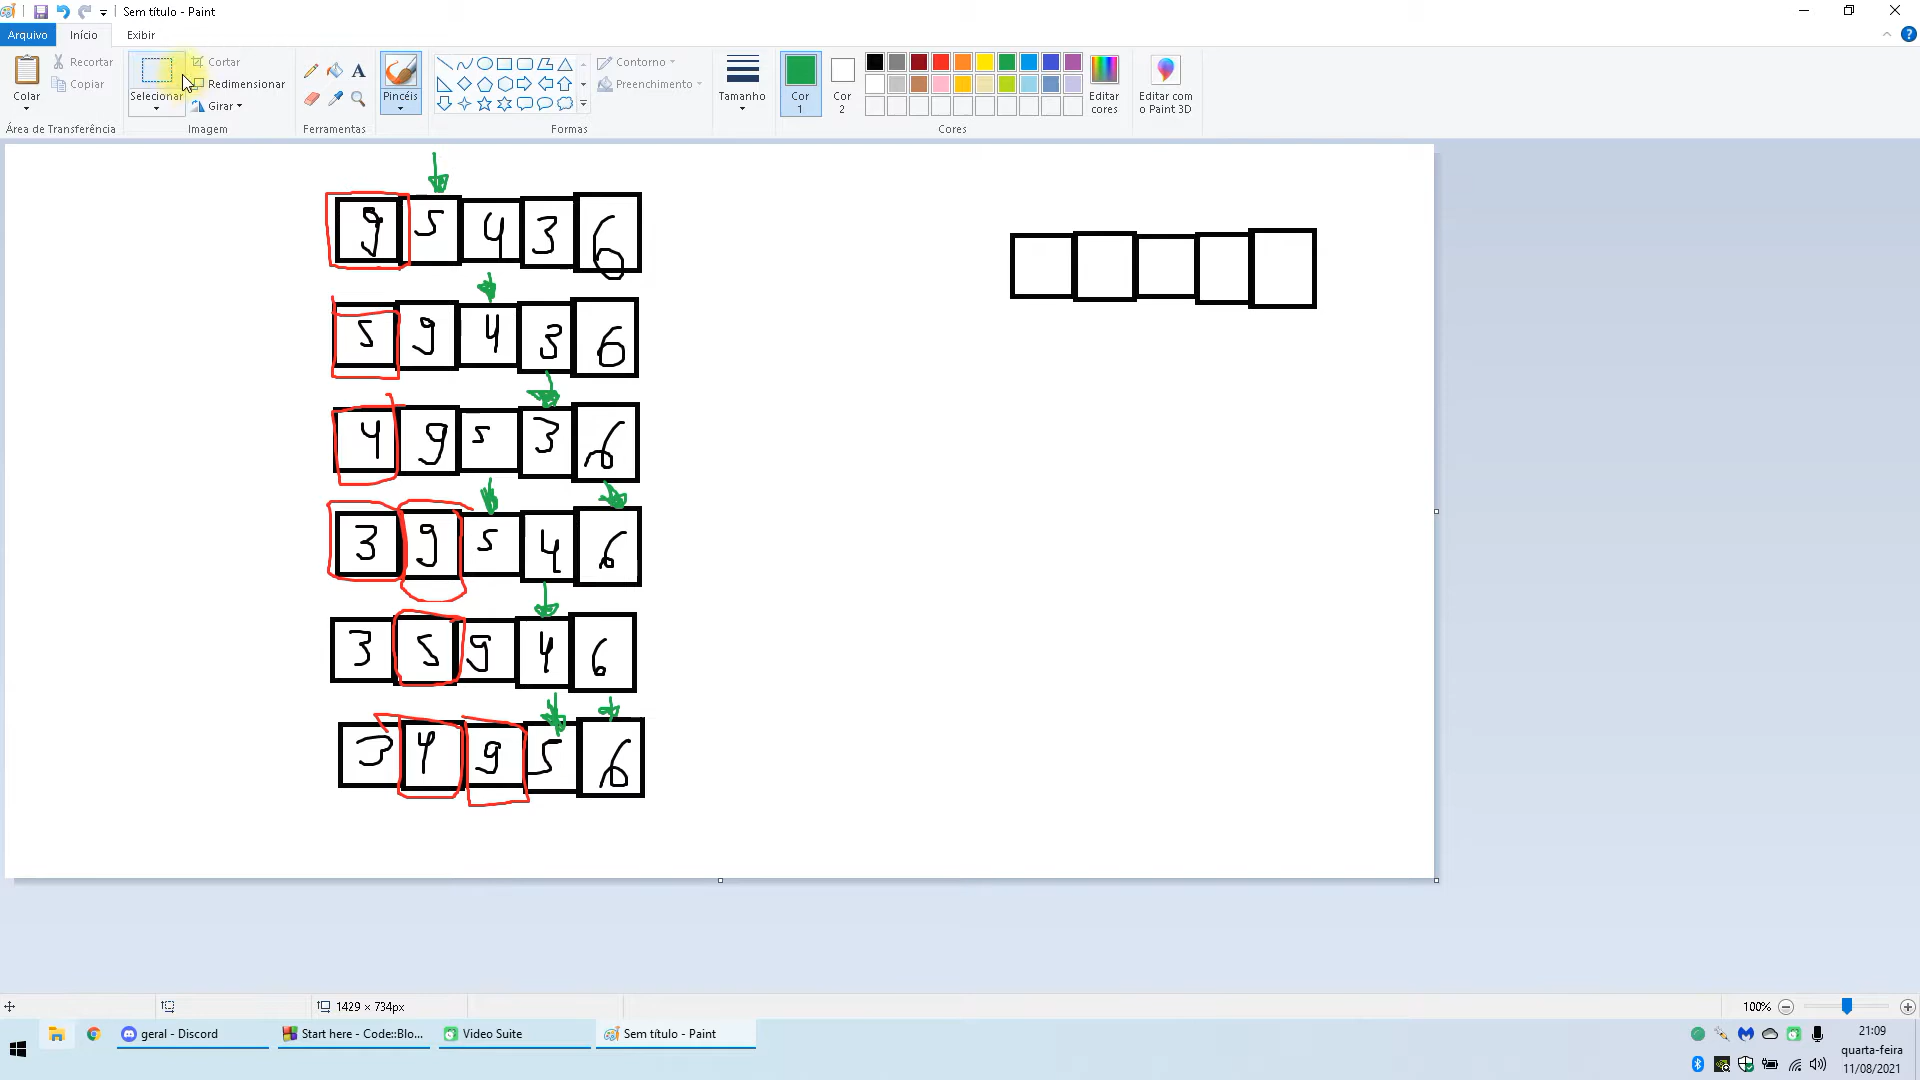 Sem título - Paint
Arquivo Início Exibir
Colar
Recortar
Copiar
Área de Transferência
Selecionar
Cortar
Redimensionar
Girar
Imagem
A
Ferramentas
Pincéis
Contorno
Preenchimento
Formas
Tamanho
Cor
1
Cor
2
Editar
cores
Cores
Editar com
o Paint 3D
9 5 4 3 6
5 9 4 3 6
4 9 5 3 6
3 9 5 4 6
3 5 9 4 6
3 4 9 5 6
1429 × 734px
100%
geral - Discord
Start here - Code::Blo...
Video Suite
Sem título - Paint
21:09
quarta-feira
11/08/2021